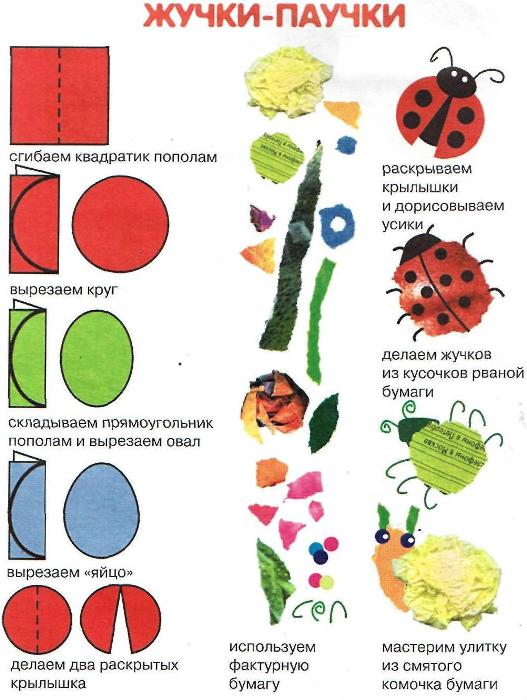 ЖУЧКИ-ПАУЧКИ
сгибаем квадратик пополам
вырезаем круг
складываем прямоугольник
пополам и вырезаем овал
вырезаем «яйцо»
делаем два раскрытых
крылышка
используем
фактурную
бумагу
раскрываем
крылышки
и дорисовываем
усики
делаем жучков
из кусочков рваной
бумаги
мастерим улитку
из смятого
комочка бумаги